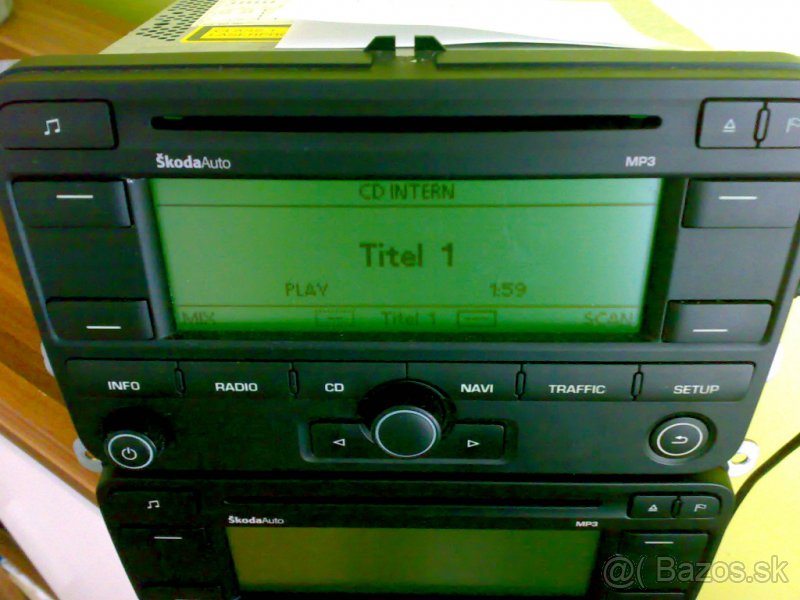 ŠkodaAuto
MP3
CD INTERN
Titel 1
PLAY 1:59
MIX Titel 1 SCAN
INFO RADIO CD NAVI TRAFFIC SETUP
ŠkodaAuto
MP3
@( Bazos.sk